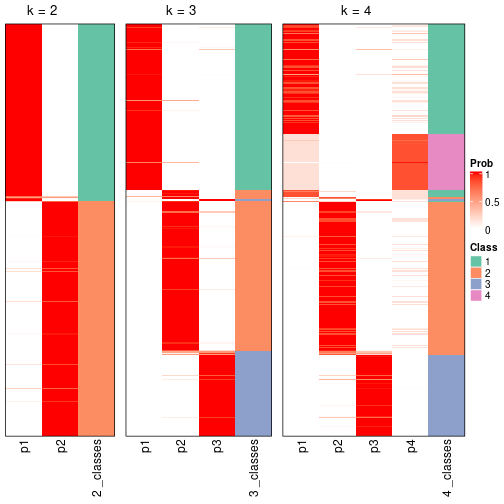 k = 2
k = 3
k = 4
Prob
1
0.5
0
Class
1
2
3
4
p1
p2
2_classes
p1
p2
p3
3_classes
p1
p2
p3
p4
4_classes